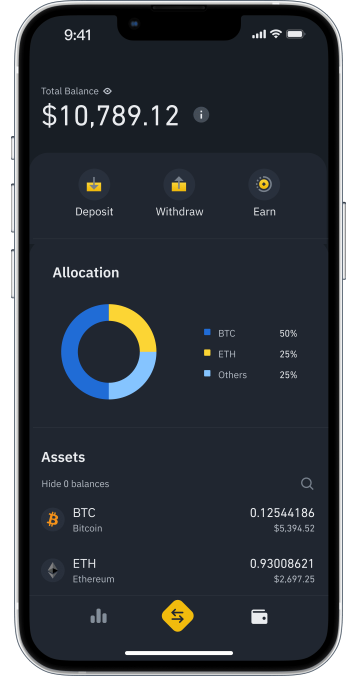 9:41
Total Balance
$10,789.12
Deposit
Withdraw
Earn
Allocation
BTC 50%
ETH 25%
Others 25%
Assets
Hide 0 balances
BTC 0.12544186
Bitcoin $5,394.52
ETH 0.93008621
Ethereum $2,697.25